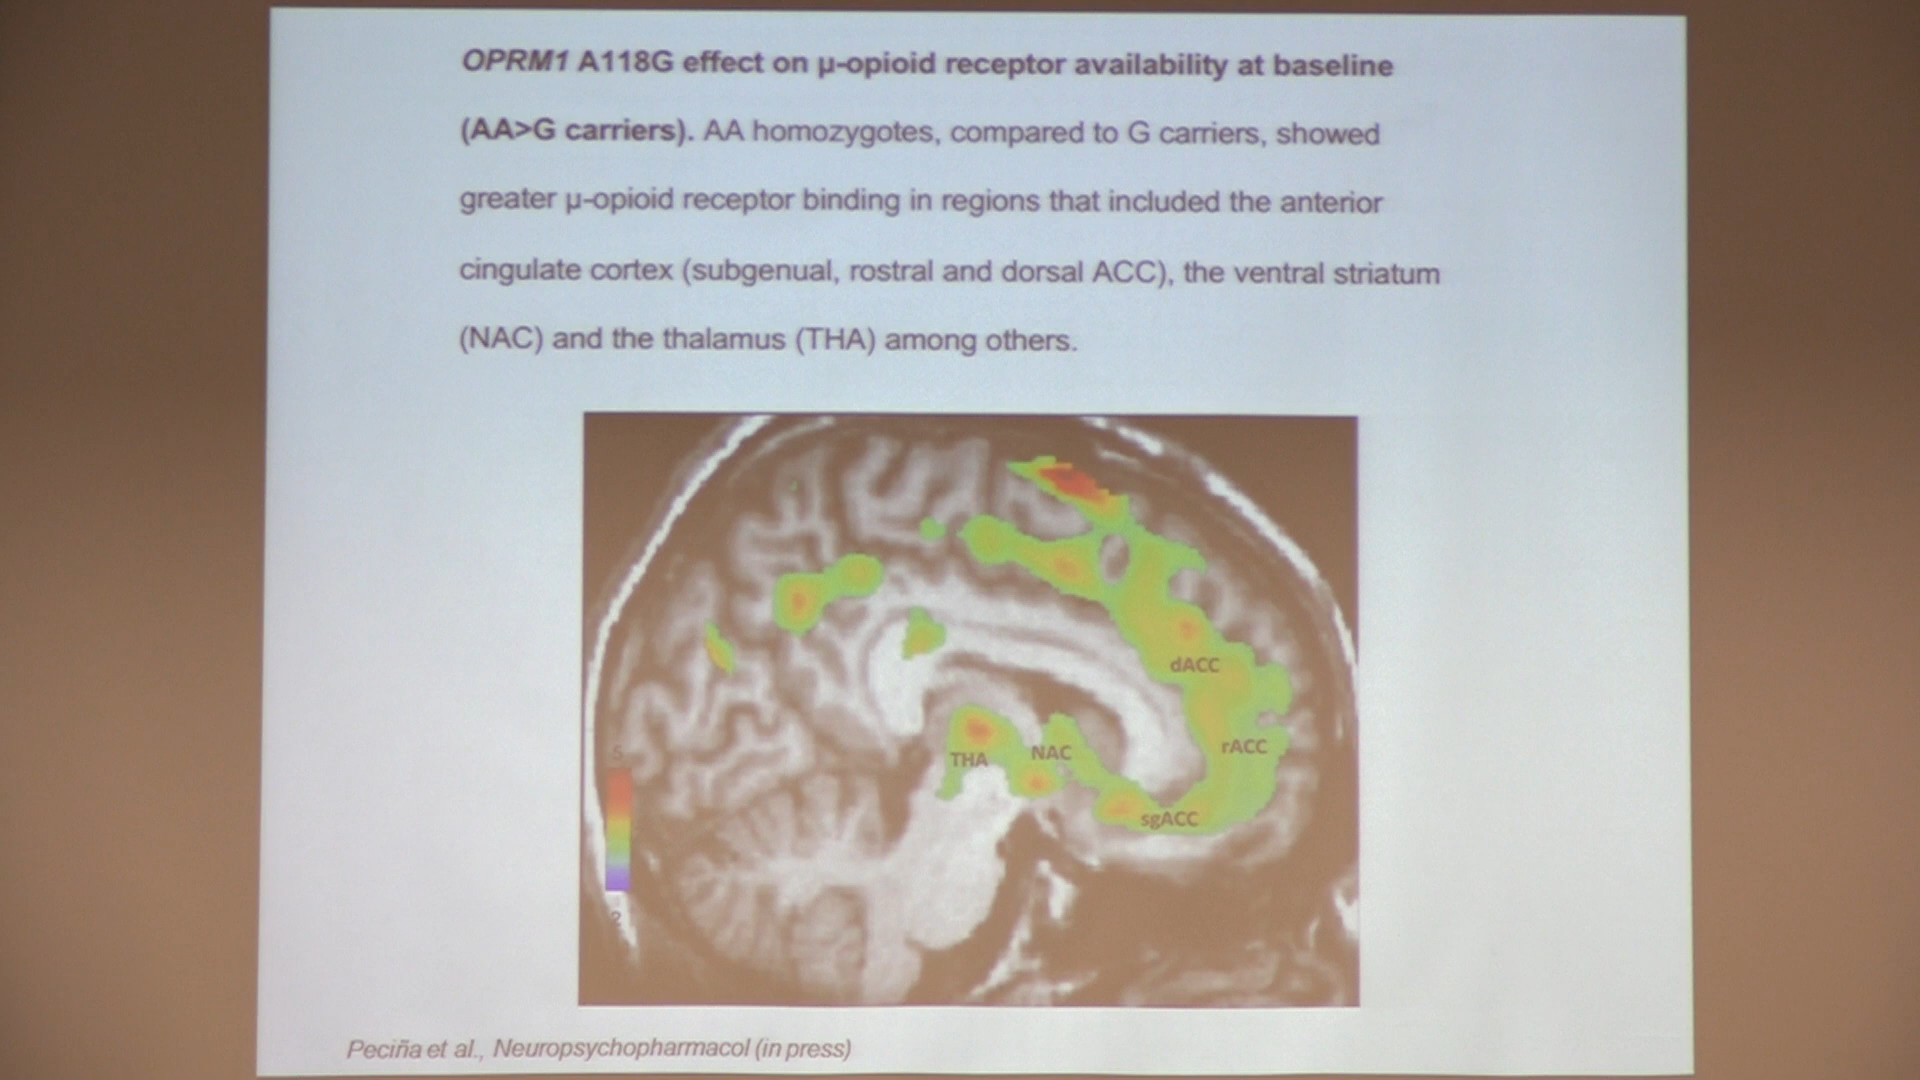 OPRM1 A118G effect on µ-opioid receptor availability at baseline
(AA>G carriers). AA homozygotes, compared to G carriers, showed
greater µ-opioid receptor binding in regions that included the anterior
cingulate cortex (subgenual, rostral and dorsal ACC), the ventral striatum
(NAC) and the thalamus (THA) among others.
dACC
rACC
NAC
THA
sgACC
5
2
Peciña et al., Neuropsychopharmacol (in press)